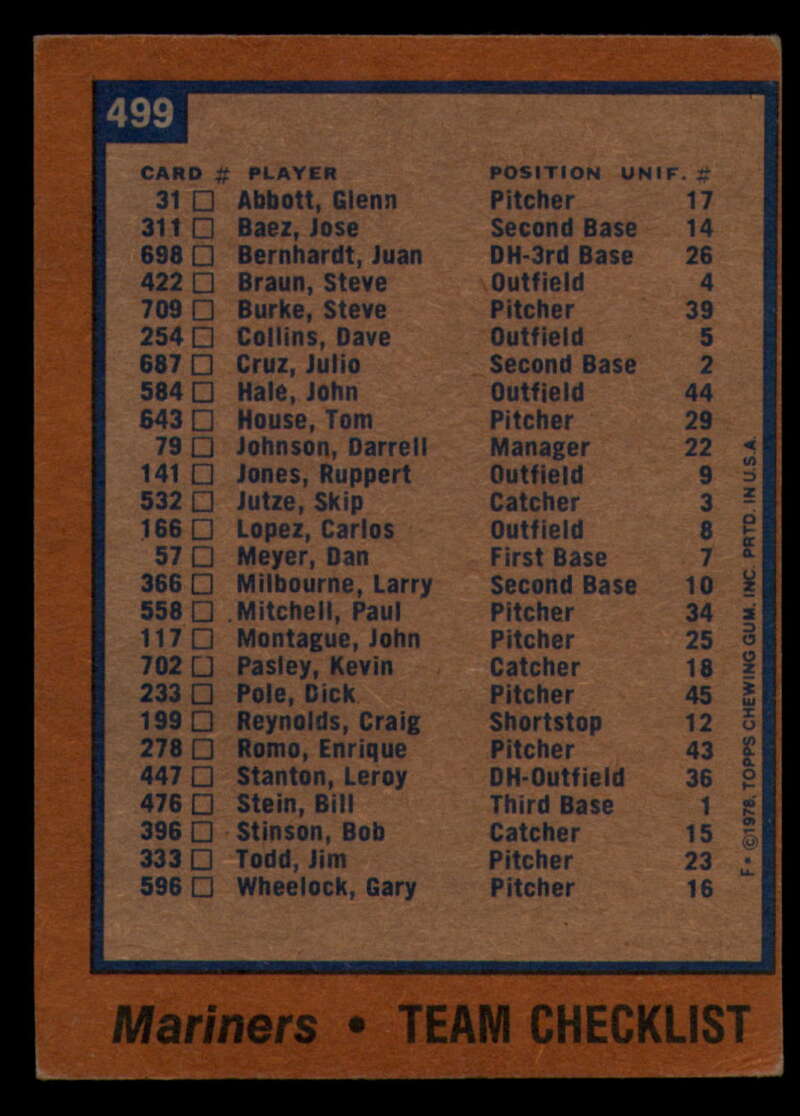 499
CARD # PLAYER POSITION UNIF. #
31 □ Abbott, Glenn Pitcher 17
311 □ Baez, Jose Second Base 14
698 □ Bernhardt, Juan DH-3rd Base 26
422 □ Braun, Steve Outfield 4
709 □ Burke, Steve Pitcher 39
254 □ Collins, Dave Outfield 5
687 □ Cruz, Julio Second Base 2
584 □ Hale, John Outfield 44
643 □ House, Tom Pitcher 29
79 □ Johnson, Darrell Manager 22
141 □ Jones, Ruppert Outfield 9
532 □ Jutze, Skip Catcher 3
166 □ Lopez, Carlos Outfield 8
57 □ Meyer, Dan First Base 7
366 □ Milbourne, Larry Second Base 10
558 □ Mitchell, Paul Pitcher 34
117 □ Montague, John Pitcher 25
702 □ Pasley, Kevin Catcher 18
233 □ Pole, Dick Pitcher 45
199 □ Reynolds, Craig Shortstop 12
278 □ Romo, Enrique Pitcher 43
447 □ Stanton, Leroy DH-Outfield 36
476 □ Stein, Bill Third Base 1
396 □ Stinson, Bob Catcher 15
333 □ Todd, Jim Pitcher 23
596 □ Wheelock, Gary Pitcher 16
F* ©1978. TOPPS CHEWING GUM, INC. PRTD. IN U.S.A.
Mariners • TEAM CHECKLIST